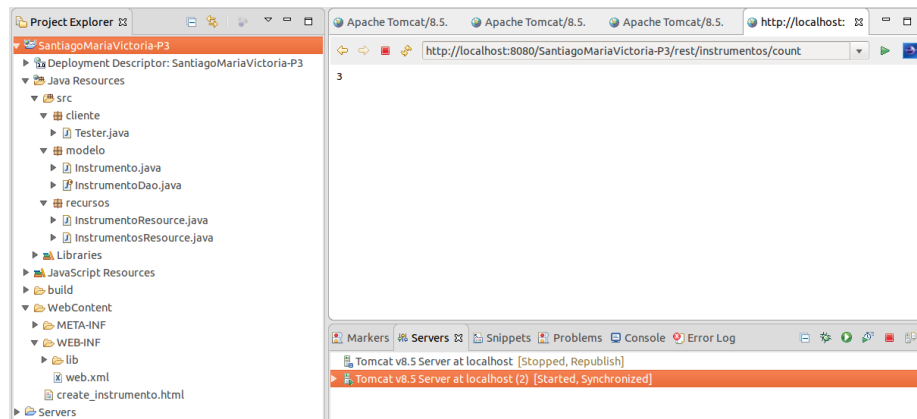 Project Explorer
SantiagoMariaVictoria-P3
Deployment Descriptor: SantiagoMariaVictoria-P3
Java Resources
src
cliente
Tester.java
modelo
Instrumento.java
InstrumentoDao.java
recursos
InstrumentoResource.java
InstrumentosResource.java
Libraries
JavaScript Resources
build
WebContent
META-INF
WEB-INF
lib
web.xml
create_instrumento.html
Servers
Apache Tomcat/8.5. Apache Tomcat/8.5. Apache Tomcat/8.5. http://localhost:
http://localhost:8080/SantiagoMariaVictoria-P3/rest/instrumentos/count
3
Markers Servers Snippets Problems Console Error Log
Tomcat v8.5 Server at localhost [Stopped, Republish]
Tomcat v8.5 Server at localhost (2) [Started, Synchronized]